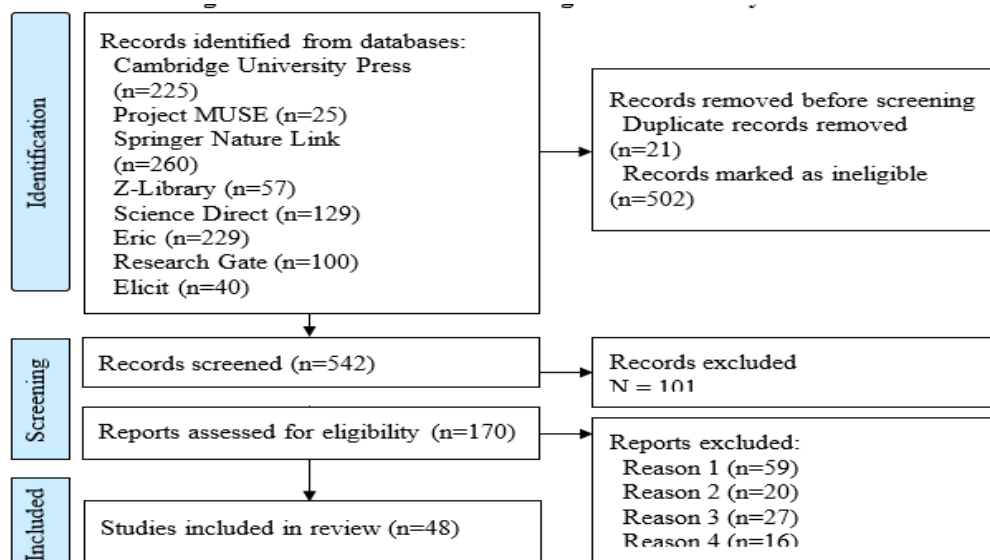 Identification
Records identified from databases:
Cambridge University Press
(n=225)
Project MUSE (n=25)
Springer Nature Link
(n=260)
Z-Library (n=57)
Science Direct (n=129)
Eric (n=229)
Research Gate (n=100)
Elicit (n=40)
Records removed before screening
Duplicate records removed
(n=21)
Records marked as ineligible
(n=502)
Screening
Records screened (n=542)
Records excluded
N = 101
Reports assessed for eligibility (n=170)
Reports excluded:
Reason 1 (n=59)
Reason 2 (n=20)
Reason 3 (n=27)
Reason 4 (n=16)
Included
Studies included in review (n=48)